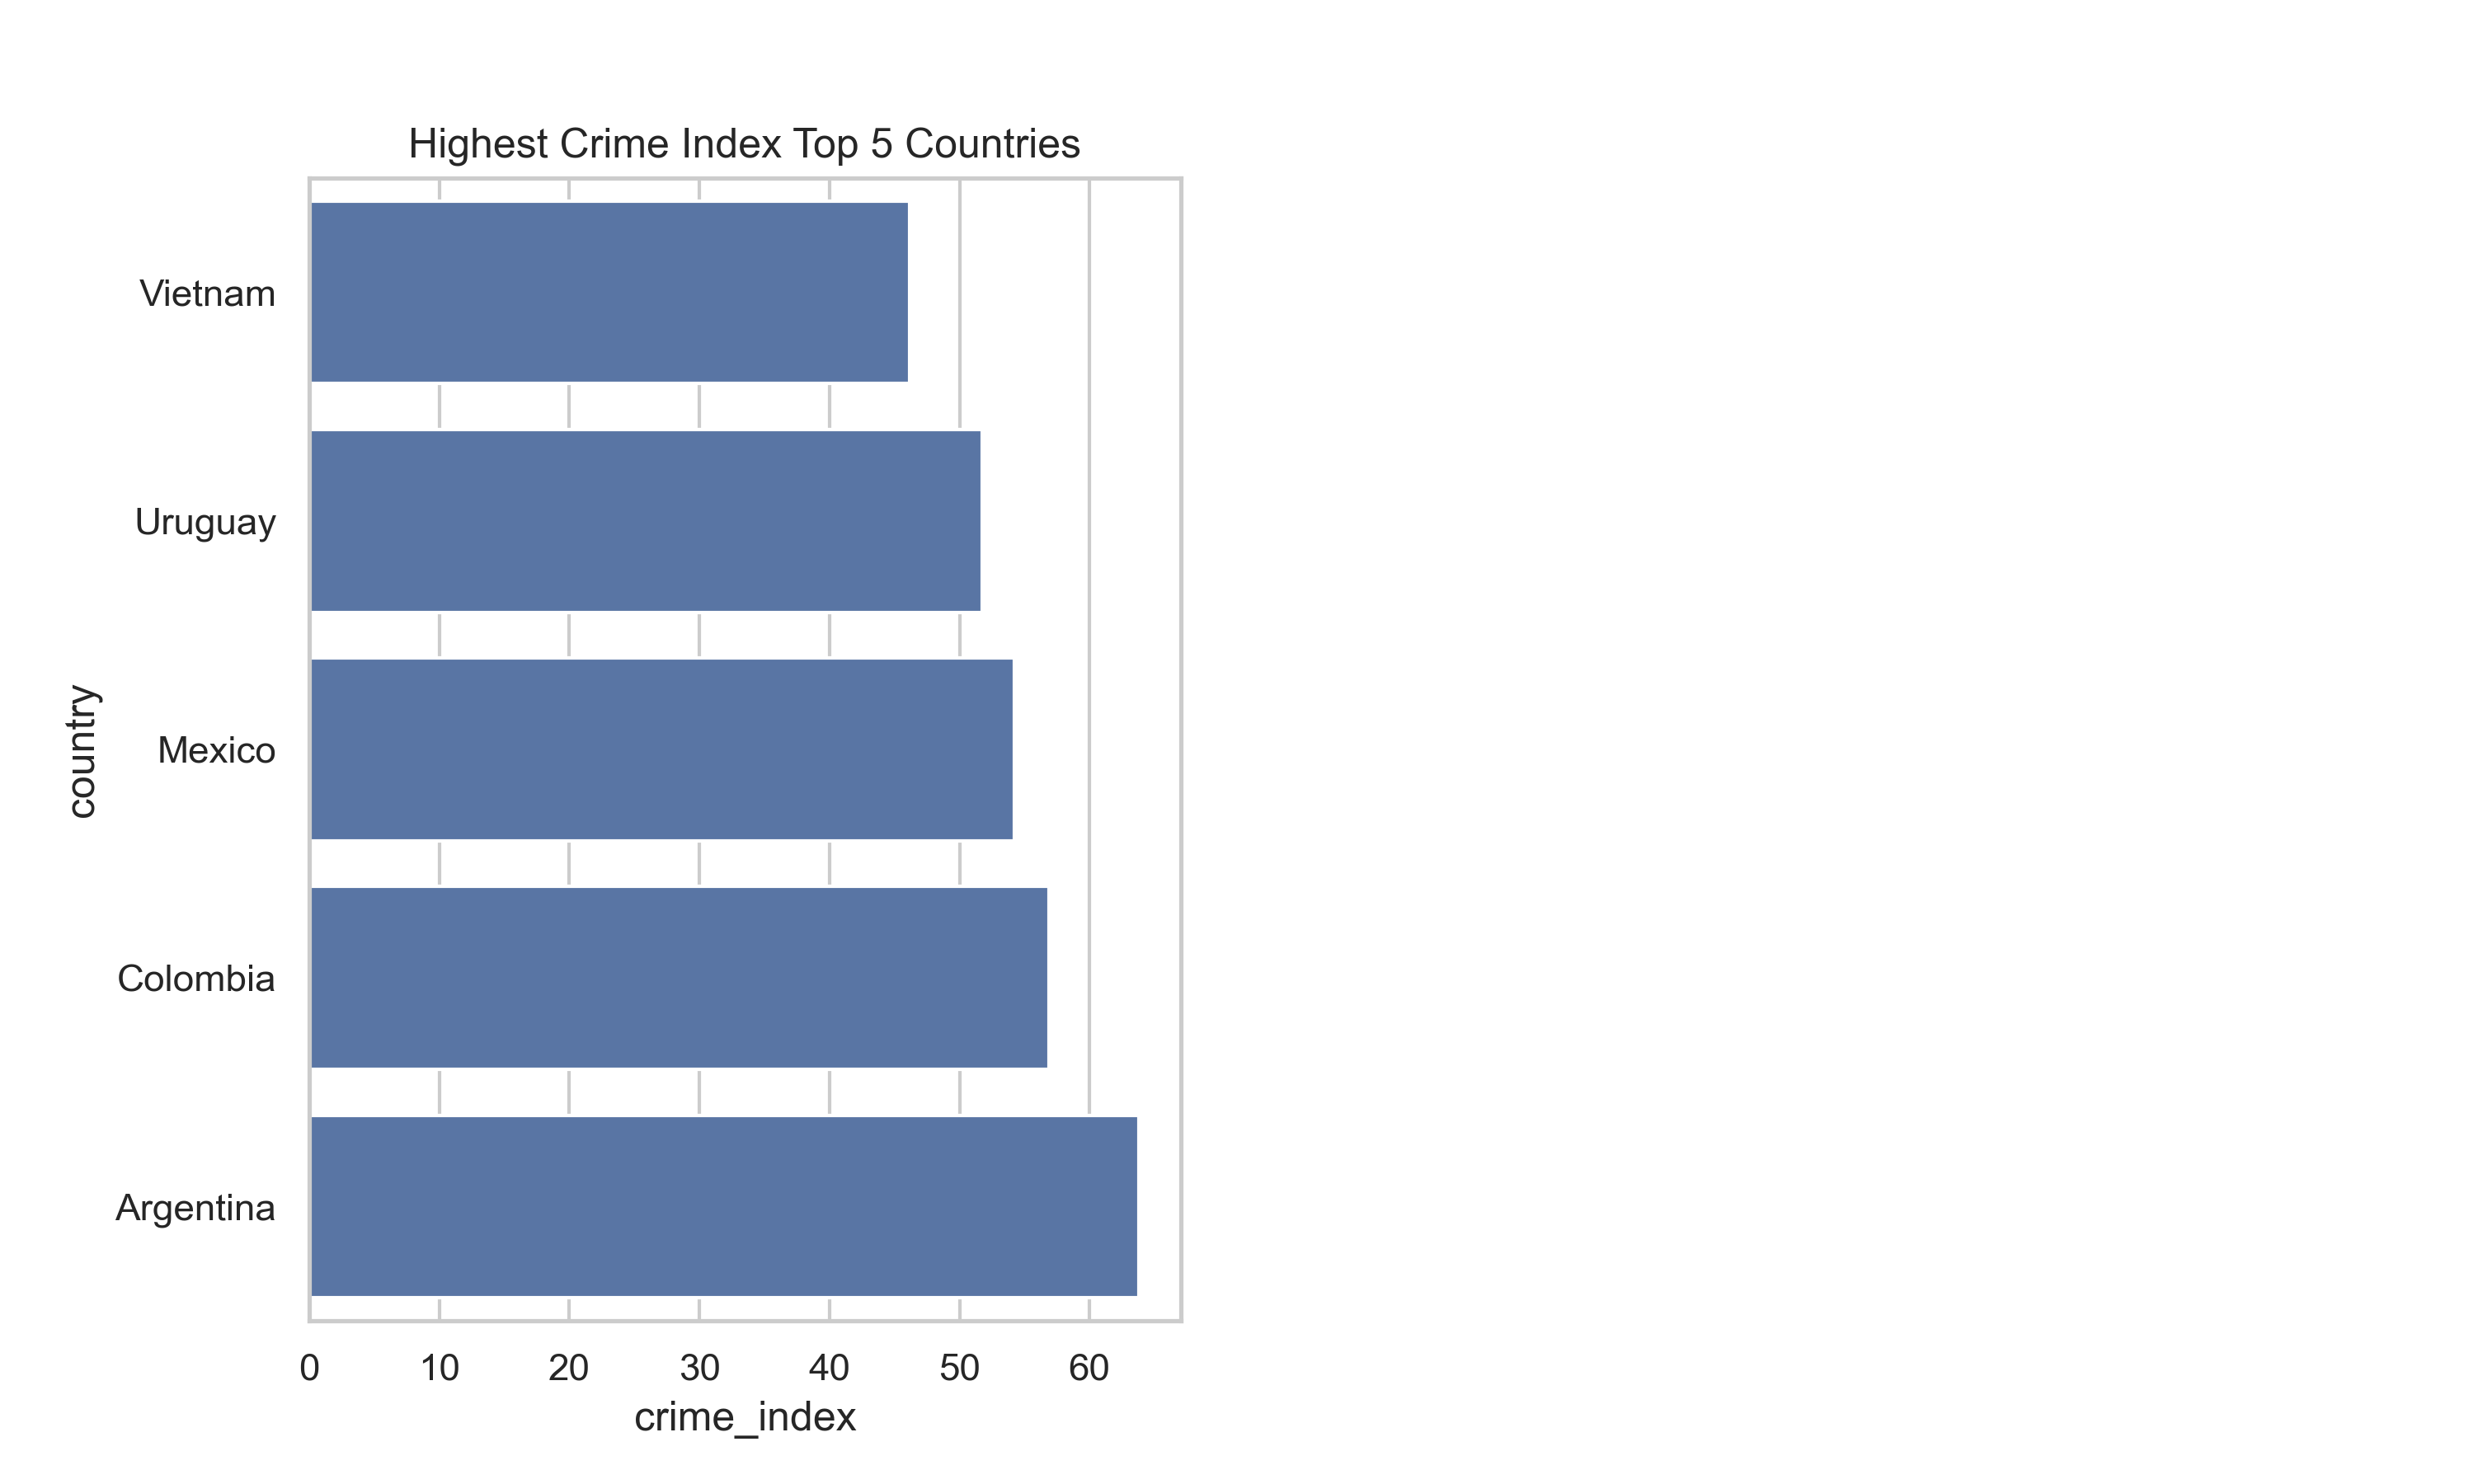 Highest Crime Index Top 5 Countries
Vietnam
Uruguay
Mexico
Colombia
Argentina
country
0 10 20 30 40 50 60
crime_index